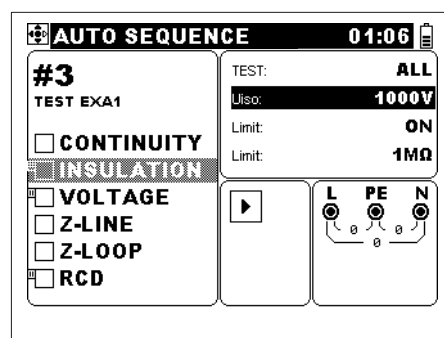 AUTO SEQUENCE 01:06
#3
TEST EXA1
CONTINUITY
INSULATION
VOLTAGE
Z-LINE
Z-LOOP
RCD
TEST: ALL
Uiso: 1000V
Limit: ON
Limit: 1MΩ
L PE N
0 0
0